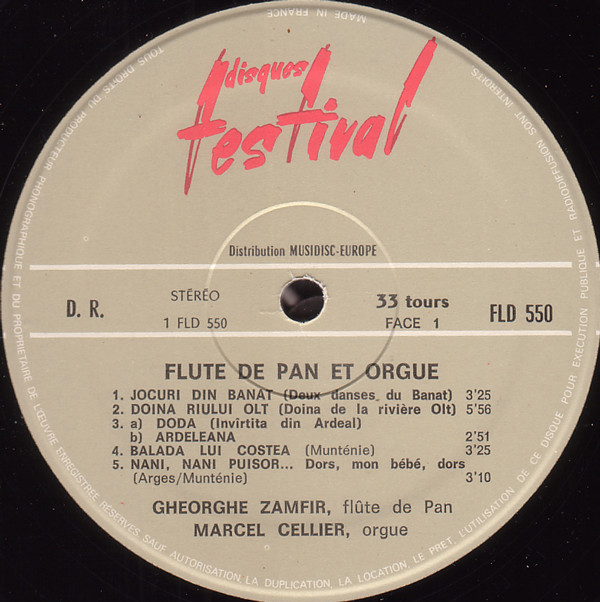 MADE IN FRANCE
TOUS DROITS DU PRODUCTEUR PHONOGRAPHIQUE ET DU PROPRIETAIRE DE L'ŒUVRE ENREGISTREE RÉSERVÉS SAUF AUTORISATION LA DUPLICATION, LA LOCATION, LE PRET, L'UTILISATION DE CE DISQUE POUR EXECUTION PUBLIQUE ET RADIODIFFUSION SONT INTERDITS
disques
festival
Distribution MUSIDISC-EUROPE
D. R. STÉRÉO 33 tours FLD 550
1 FLD 550 FACE 1
FLUTE DE PAN ET ORGUE
1. JOCURI DIN BANAT (Deux danses du Banat) 3'25
2. DOINA RIULUI OLT (Doina de la rivière Olt) 5'56
3. a) DODA (Invirtita din Ardeal)
b) ARDELEANA 2'51
4. BALADA LUI COSTEA (Munténie) 3'25
5. NANI, NANI PUISOR... Dors, mon bébé, dors
(Arges/Munténie) 3'10
GHEORGHE ZAMFIR, flûte de Pan
MARCEL CELLIER, orgue